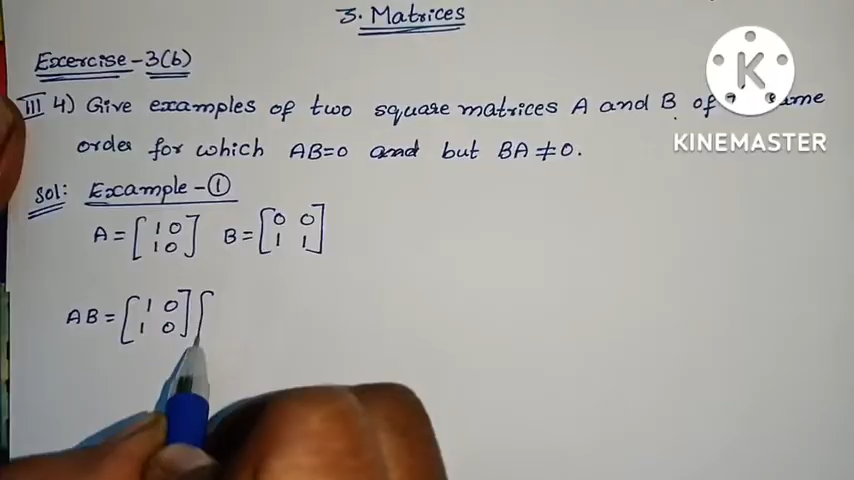 3. Matrices
Excercise-3(b)
III 4) Give examples of two square matrices A and B of
order for which AB=0 and but BA≠0.
Sol: Example-①
A = [1 0 B = [0 0
1 0] 1 1]
AB = [1 0
1 0] [
K
KINEMASTER